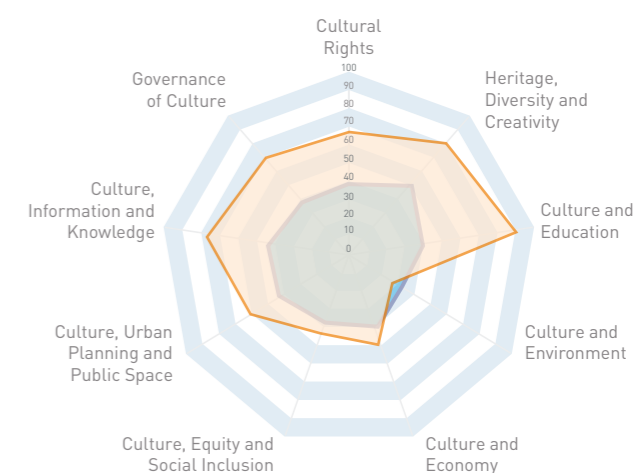 Cultural
Rights
100
90
80
70
60
50
40
30
20
10
0
Heritage,
Diversity and
Creativity
Culture and
Education
Culture and
Environment
Culture and
Economy
Culture, Equity and
Social Inclusion
Culture, Urban
Planning and
Public Space
Culture,
Information and
Knowledge
Governance
of Culture